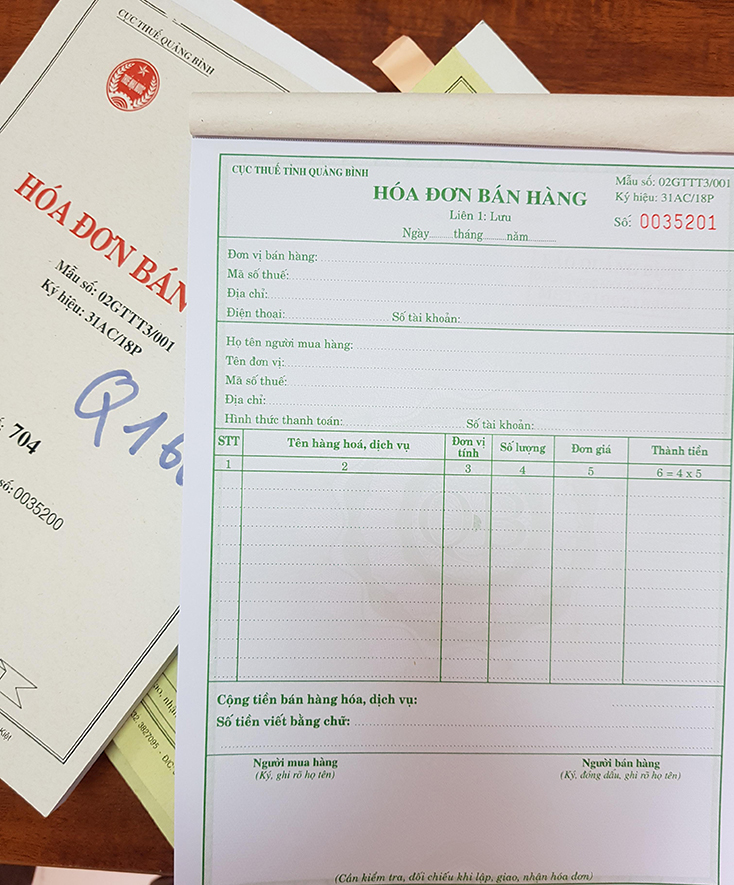 CỤC THUẾ QUẢNG BÌNH
HÓA ĐƠN BÁN
Mẫu số: 02GTTT3/001
Ký hiệu: 31AC/18P
Q16
704
số: 0035200
CỤC THUẾ TỈNH QUẢNG BÌNH
HÓA ĐƠN BÁN HÀNG
Liên 1: Lưu
Ngày.........tháng.........năm..........
Mẫu số: 02GTTT3/001
Ký hiệu: 31AC/18P
Số: 0035201
Đơn vị bán hàng:
Mã số thuế:
Địa chỉ:
Điện thoại: Số tài khoản:
Họ tên người mua hàng:
Tên đơn vị:
Mã số thuế:
Địa chỉ:
Hình thức thanh toán: Số tài khoản:
STT Tên hàng hoá, dịch vụ Đơn vị tính Số lượng Đơn giá Thành tiền
1 2 3 4 5 6 = 4 x 5
Cộng tiền bán hàng hóa, dịch vụ:
Số tiền viết bằng chữ:
Người mua hàng Người bán hàng
(Ký, ghi rõ họ tên) (Ký, đóng dấu, ghi rõ họ tên)
(Cần kiểm tra, đối chiếu khi lập, giao, nhận hóa đơn)